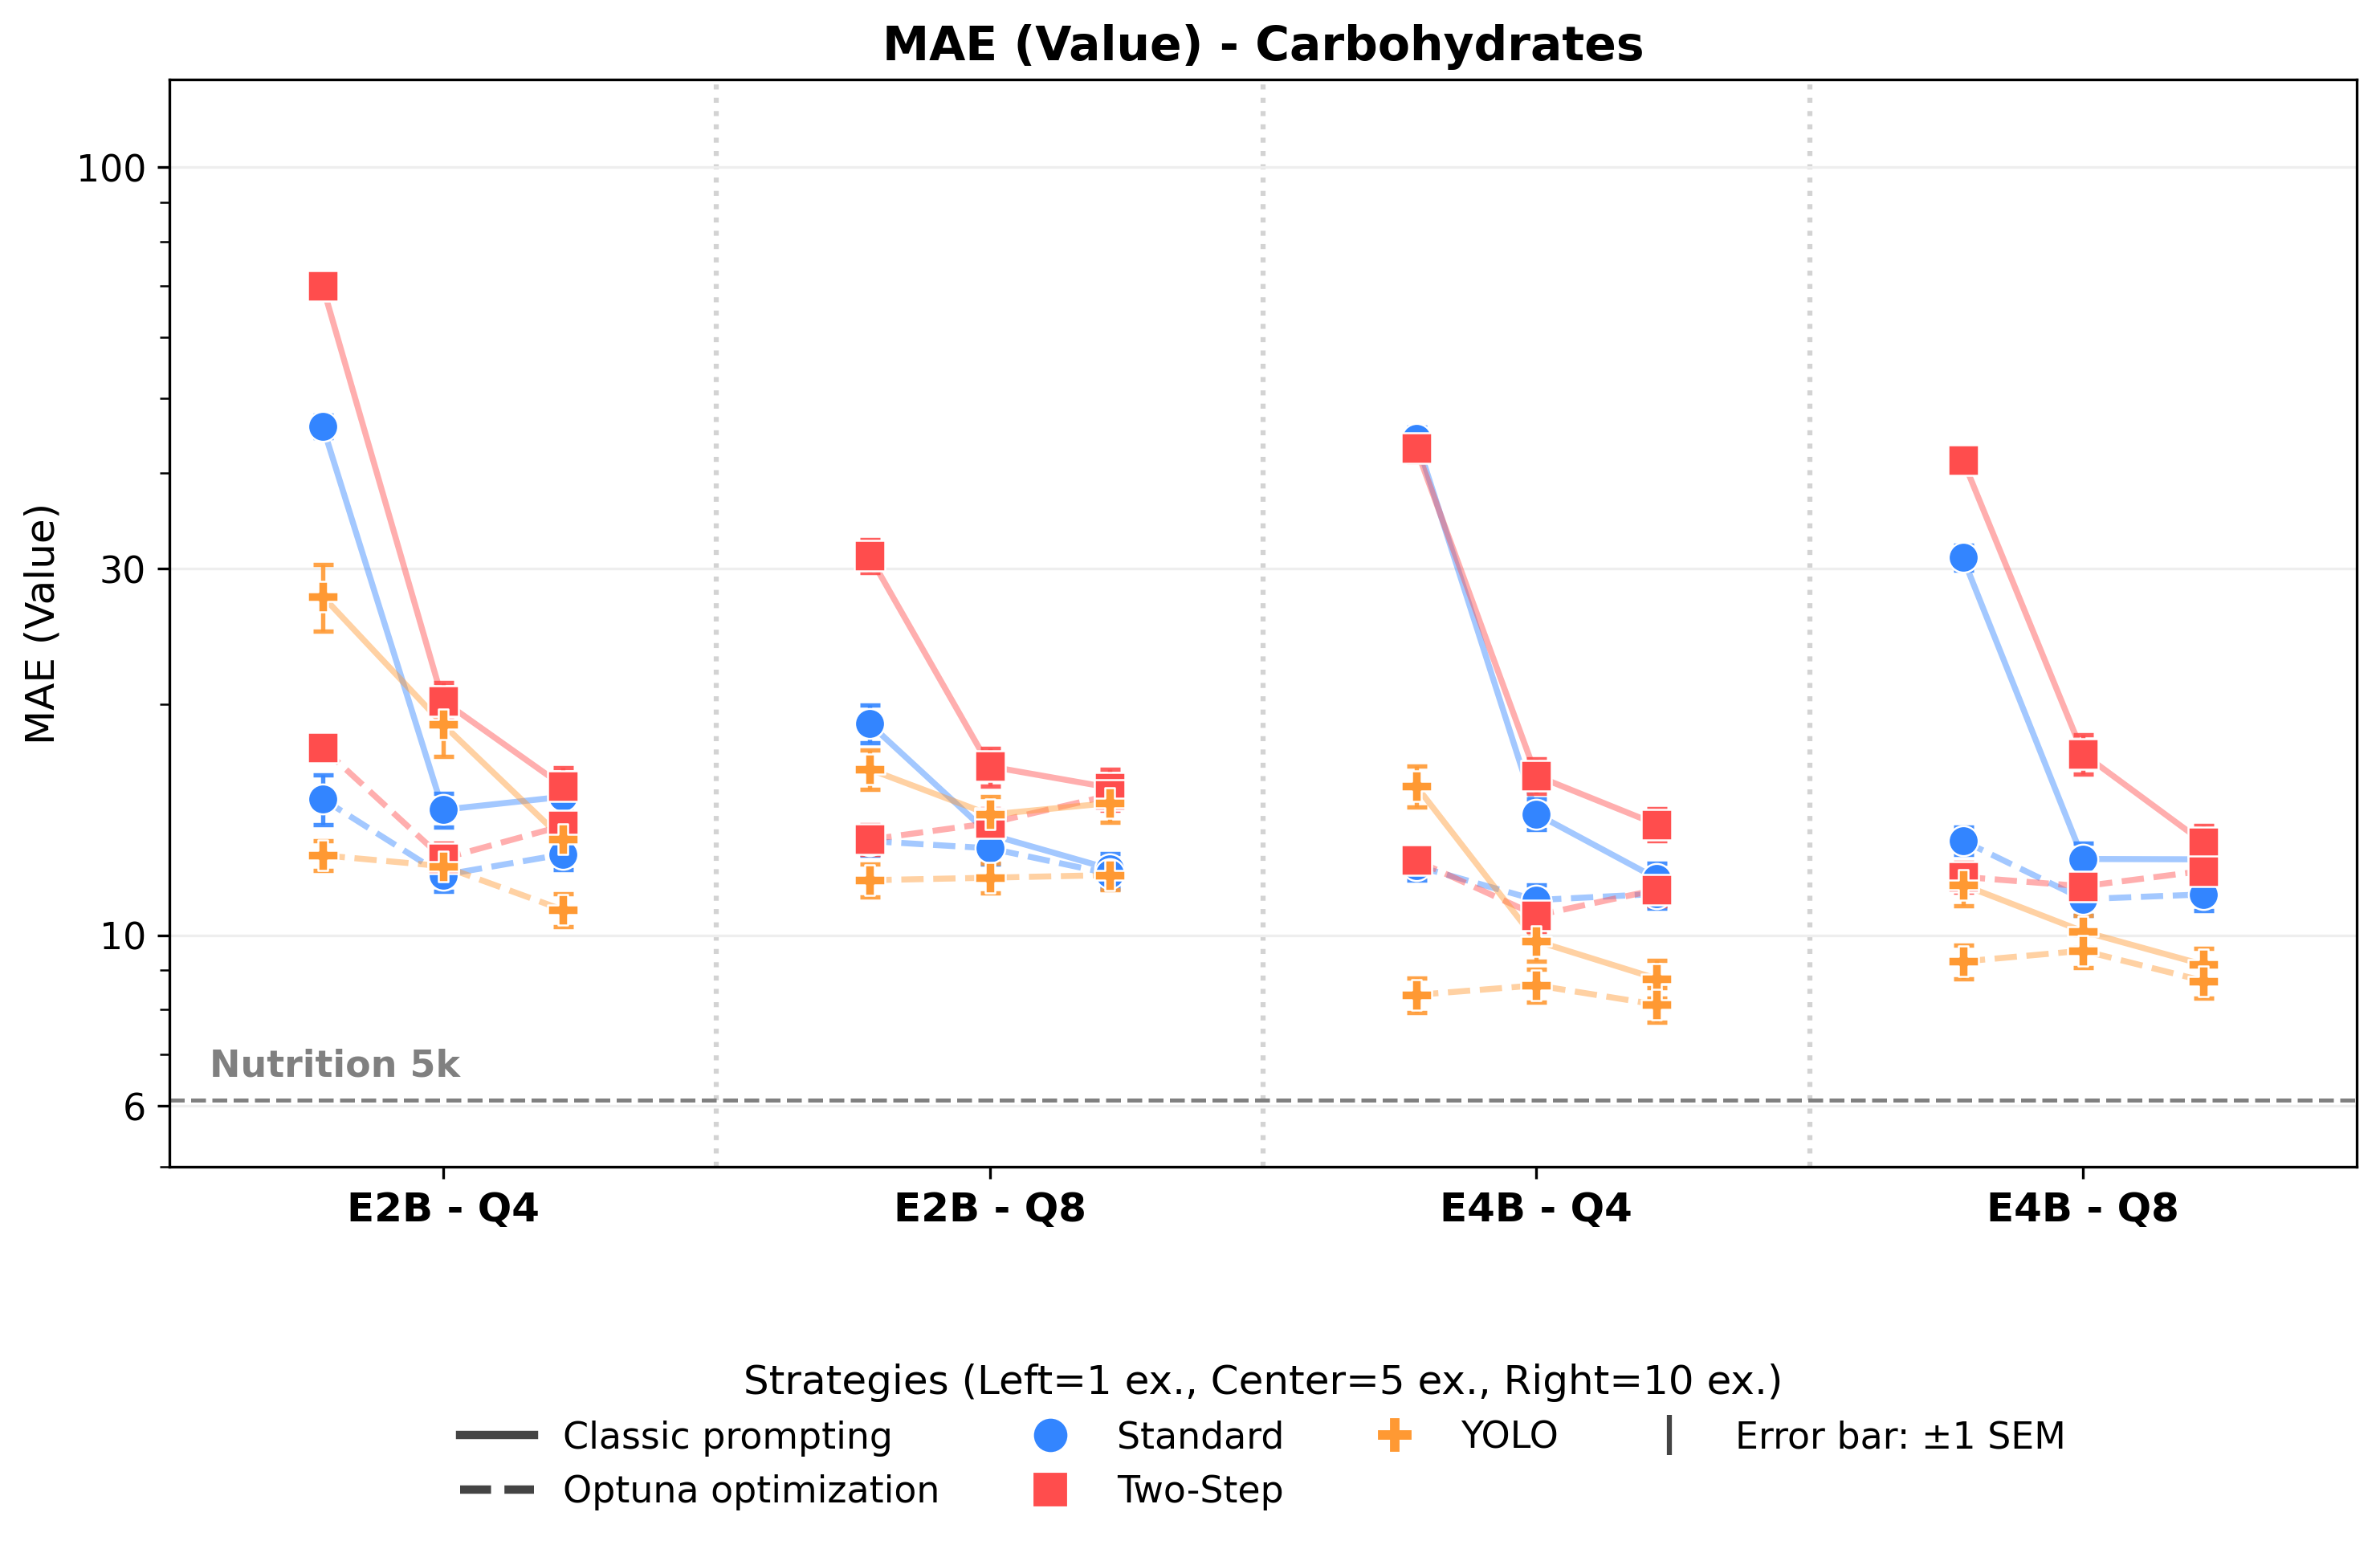 MAE (Value) - Carbohydrates
MAE (Value)
100
30
10
6
Nutrition 5k
E2B - Q4
E2B - Q8
E4B - Q4
E4B - Q8
Strategies (Left=1 ex., Center=5 ex., Right=10 ex.)
Classic prompting
Optuna optimization
Standard
Two-Step
YOLO
Error bar: ±1 SEM